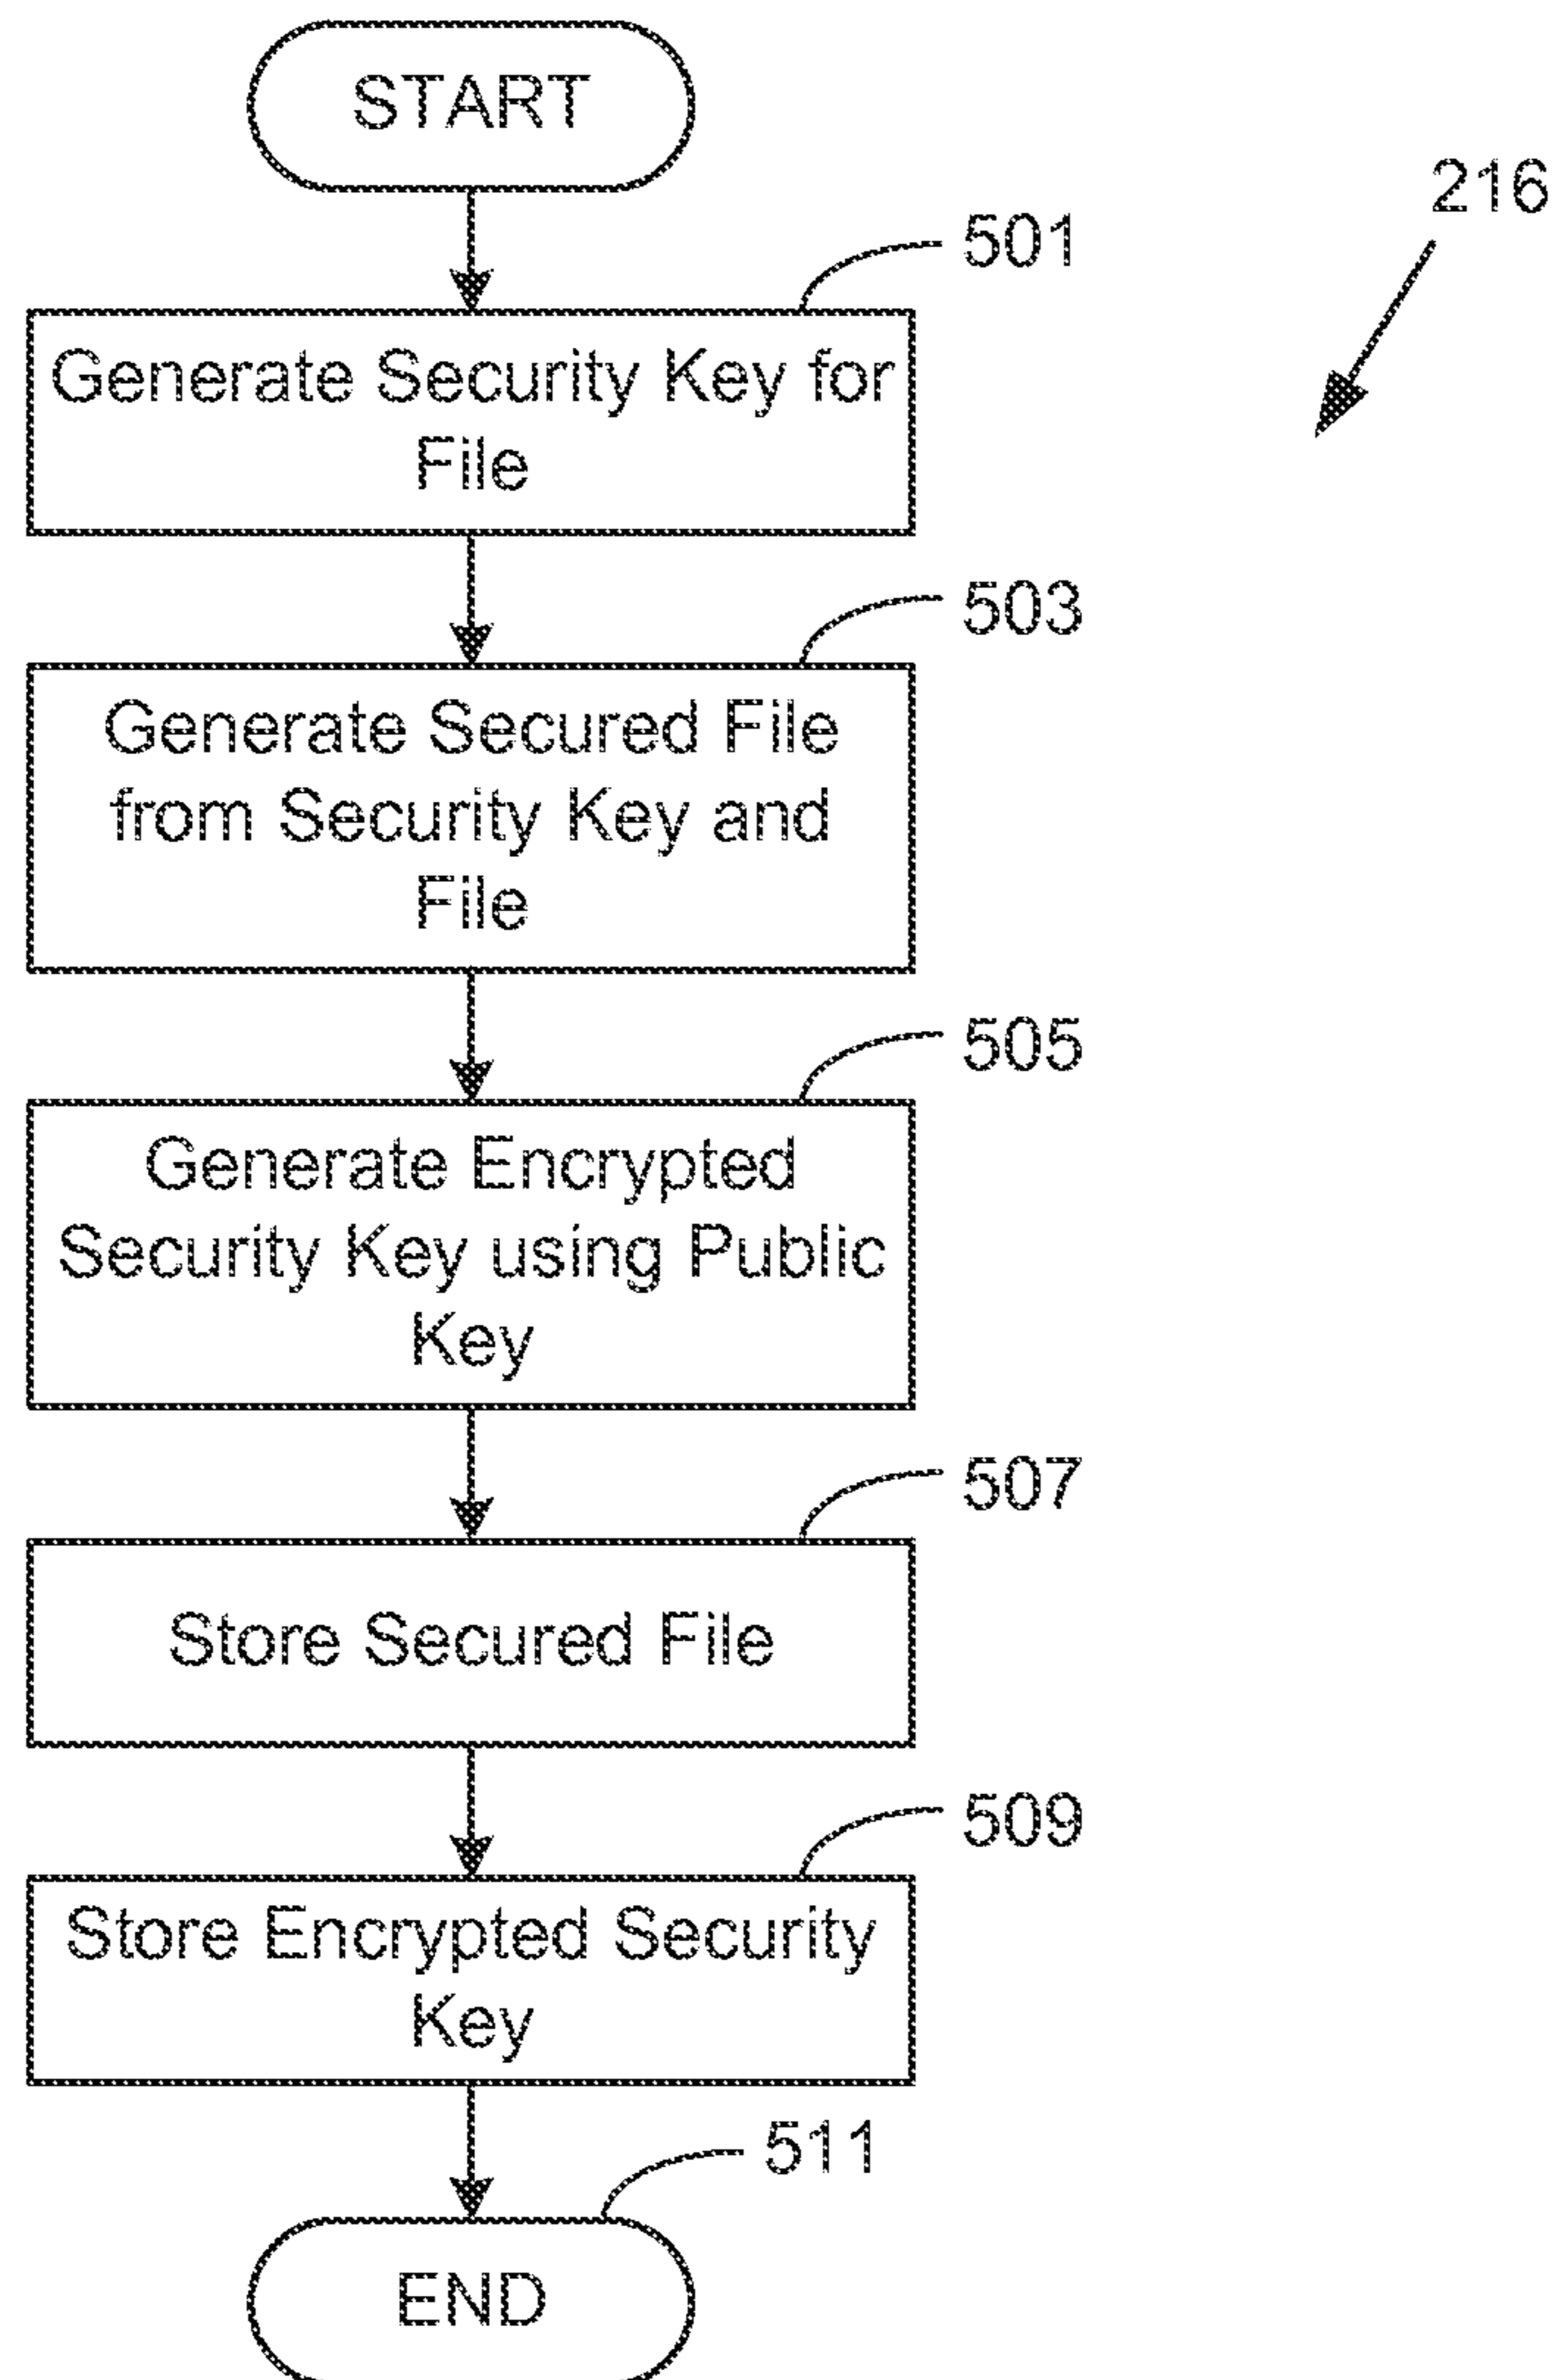 START
216
501
Generate Security Key for
File
503
Generate Secured File
from Security Key and
File
505
Generate Encrypted
Security Key using Public
Key
507
Store Secured File
509
Store Encrypted Security
Key
511
END